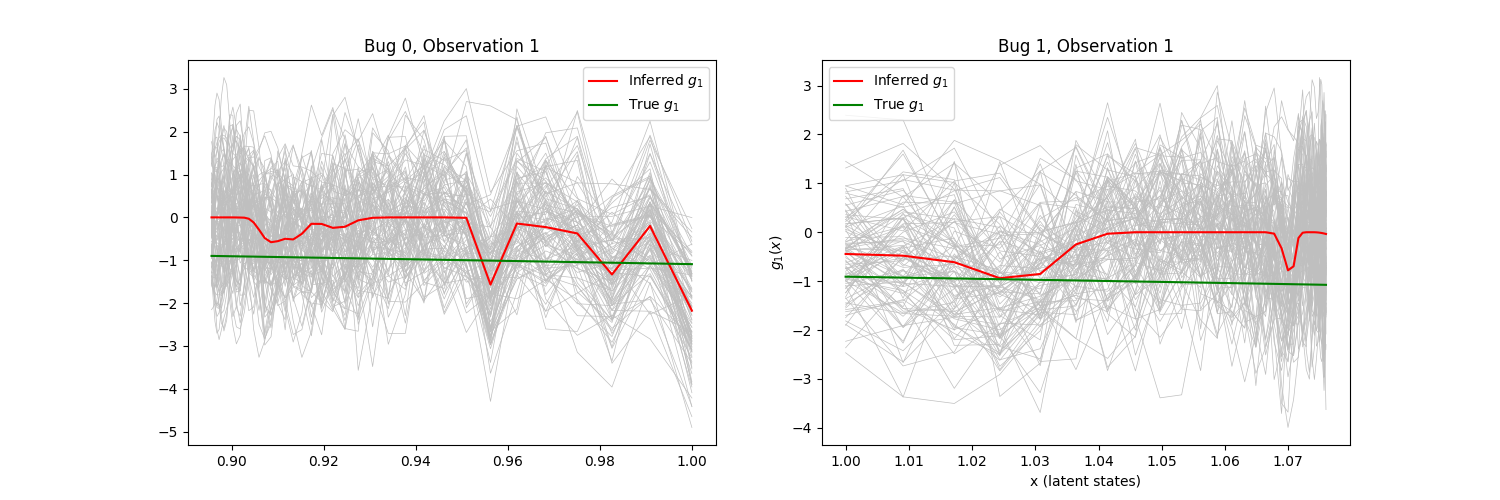 Bug 0, Observation 1
Inferred g₁
True g₁
3
2
1
0
−1
−2
−3
−4
−5
0.90 0.92 0.94 0.96 0.98 1.00
Bug 1, Observation 1
Inferred g₁
True g₁
g₁(x)
3
2
1
0
−1
−2
−3
−4
1.00 1.01 1.02 1.03 1.04 1.05 1.06 1.07
x (latent states)